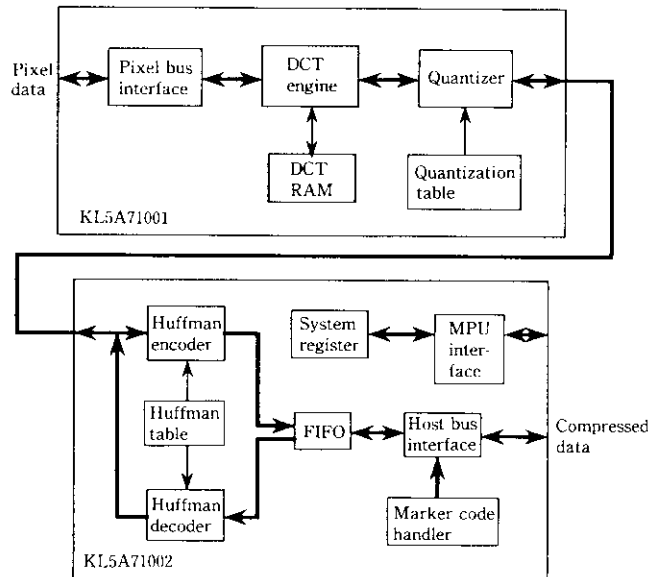 Pixel
data
Pixel bus
interface
DCT
engine
Quantizer
DCT
RAM
Quantization
table
KL5A71001
Huffman
encoder
System
register
MPU
inter-
face
Huffman
table
FIFO
Host bus
interface
Compressed
data
Huffman
decoder
Marker code
handler
KL5A71002